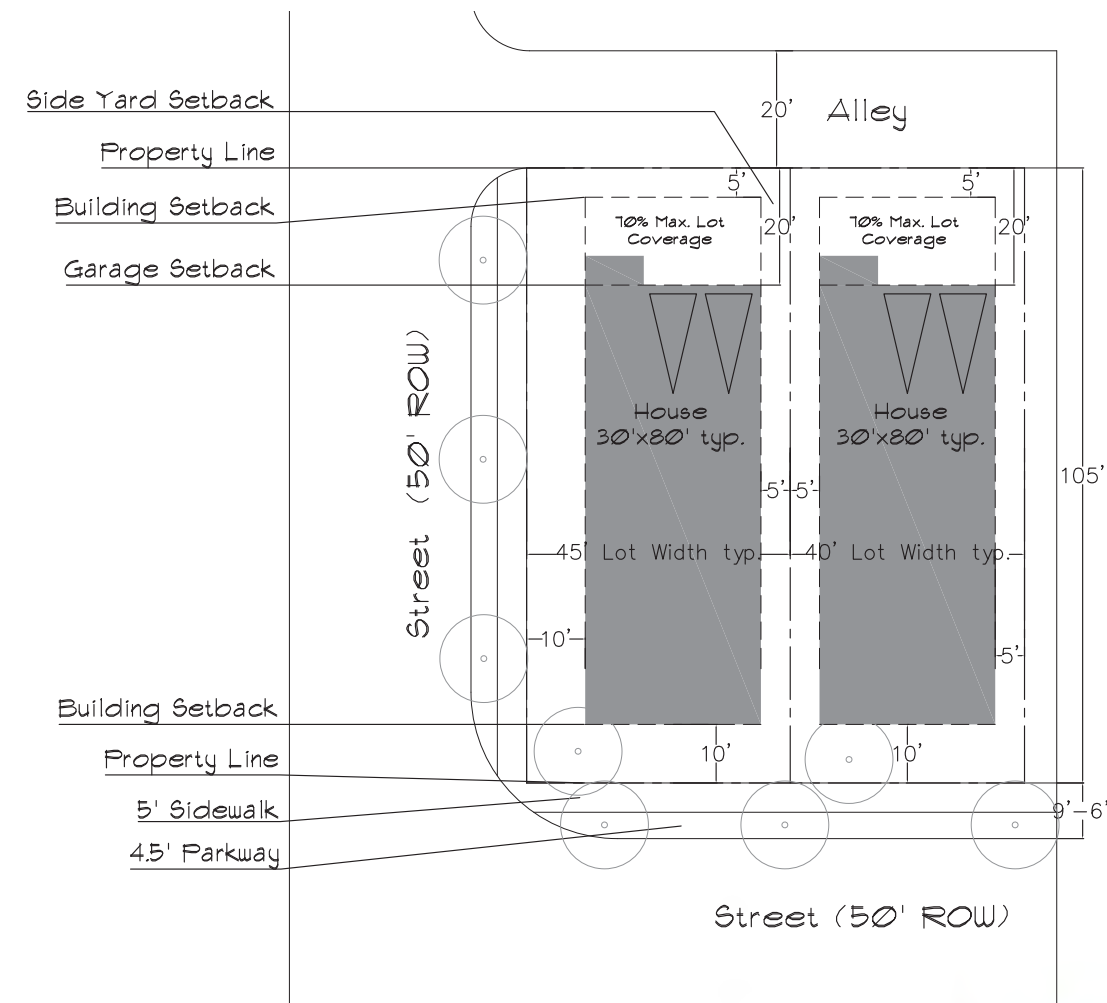 Side Yard Setback
20'
Alley
Property Line
5'
5'
Building Setback
70% Max. Lot
Coverage
20'
70% Max. Lot
Coverage
20'
Garage Setback
Street (50' ROW)
House
30'x80' typ.
House
30'x80' typ.
105'
5'
5'
45' Lot Width typ.
40' Lot Width typ.
10'
5'
Building Setback
10'
10'
Property Line
5' Sidewalk
9'-6'
4.5' Parkway
Street (50' ROW)